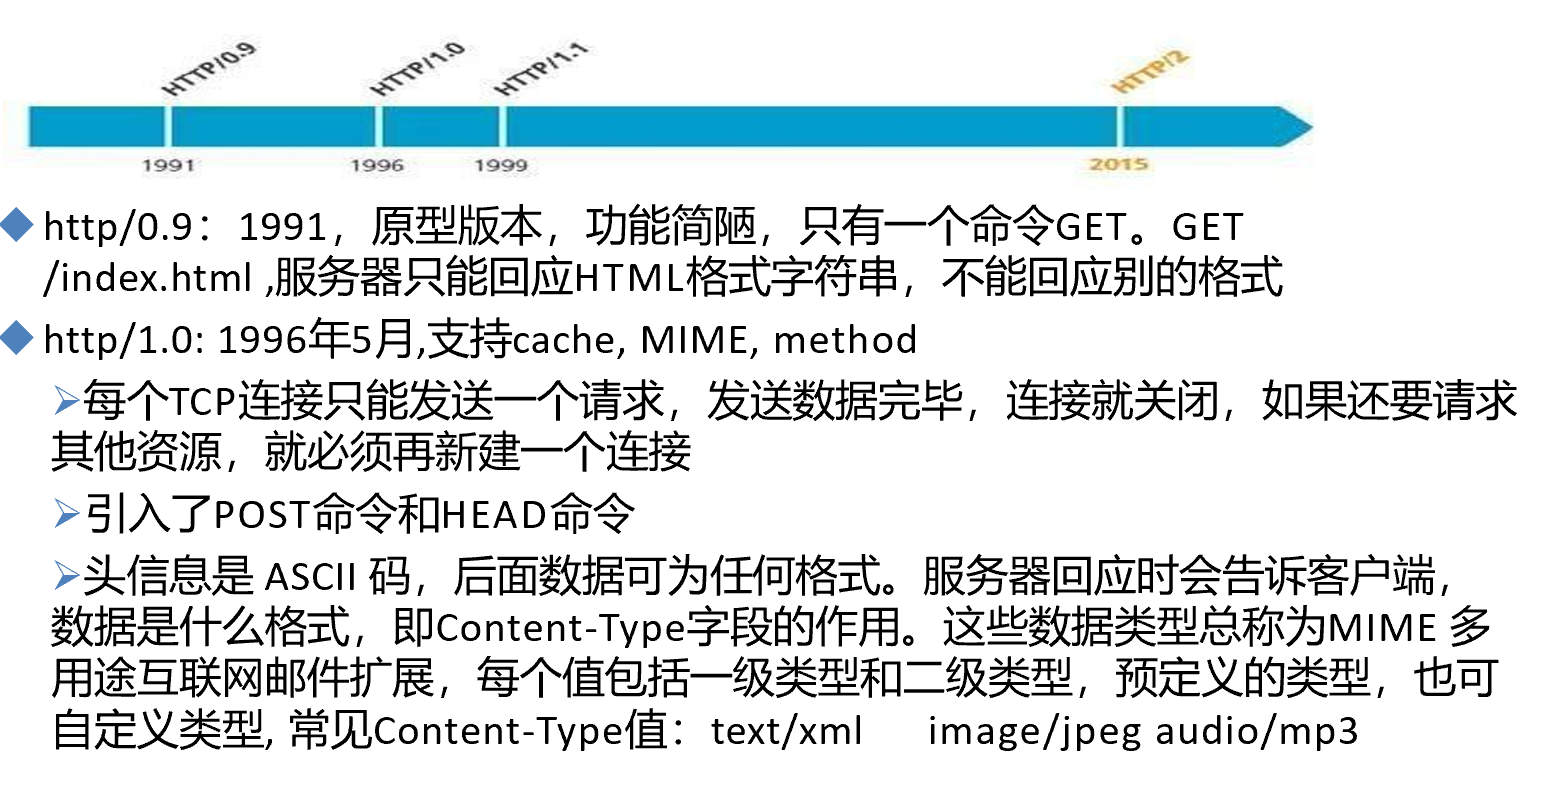 HTTP/0.9 HTTP/1.0 HTTP/1.1 HTTP/2
1991 1996 1999 2015
http/0.9：1991，原型版本，功能简陋，只有一个命令GET。GET
/index.html ,服务器只能回应HTML格式字符串，不能回应别的格式
http/1.0: 1996年5月,支持cache, MIME, method
每个TCP连接只能发送一个请求，发送数据完毕，连接就关闭，如果还要请求
其他资源，就必须再新建一个连接
引入了POST命令和HEAD命令
头信息是 ASCII 码，后面数据可为任何格式。服务器回应时会告诉客户端，
数据是什么格式，即Content-Type字段的作用。这些数据类型总称为MIME 多
用途互联网邮件扩展，每个值包括一级类型和二级类型，预定义的类型，也可
自定义类型, 常见Content-Type值：text/xml image/jpeg audio/mp3